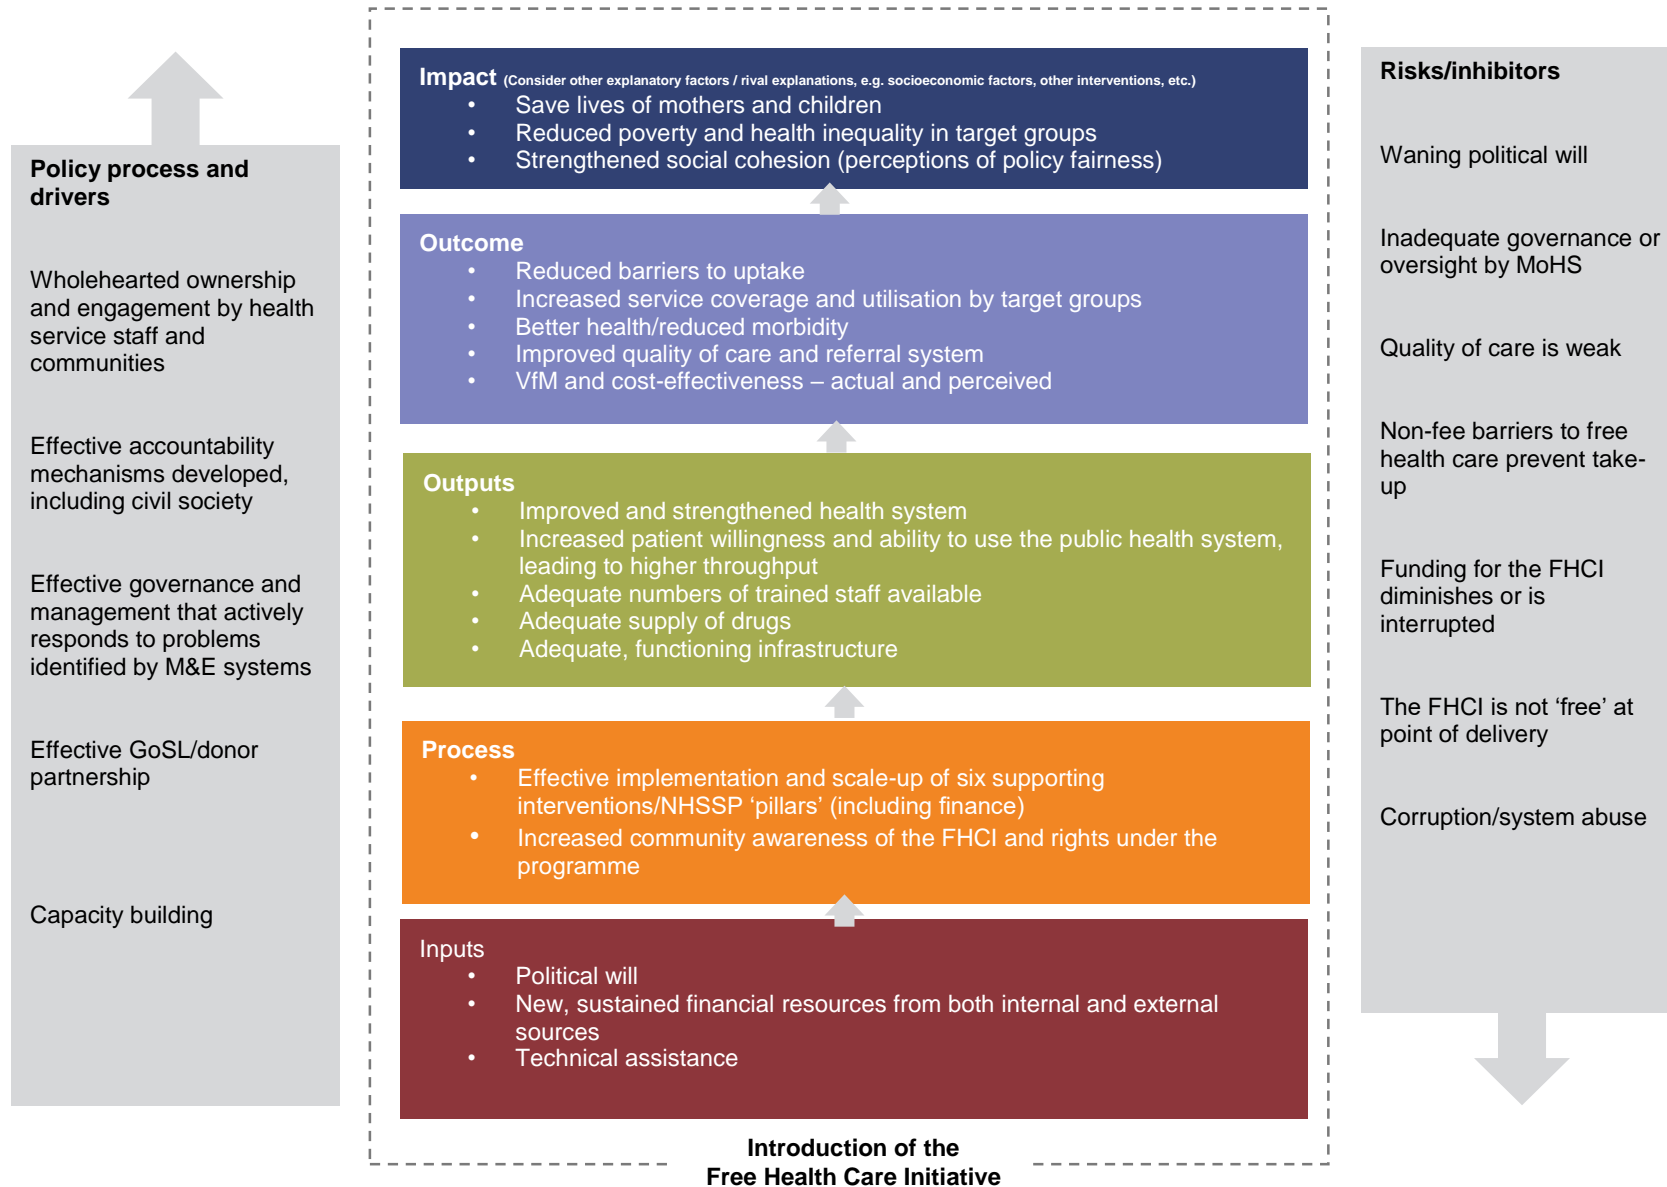 Policy process and
drivers
Wholehearted ownership
and engagement by health
service staff and
communities
Effective accountability
mechanisms developed,
including civil society
Effective governance and
management that actively
responds to problems
identified by M&E systems
Effective GoSL/donor
partnership
Capacity building
Impact (Consider other explanatory factors / rival explanations, e.g. socioeconomic factors, other interventions, etc.)
• Save lives of mothers and children
• Reduced poverty and health inequality in target groups
• Strengthened social cohesion (perceptions of policy fairness)
Outcome
• Reduced barriers to uptake
• Increased service coverage and utilisation by target groups
• Better health/reduced morbidity
• Improved quality of care and referral system
• VfM and cost-effectiveness – actual and perceived
Outputs
• Improved and strengthened health system
• Increased patient willingness and ability to use the public health system,
leading to higher throughput
• Adequate numbers of trained staff available
• Adequate supply of drugs
• Adequate, functioning infrastructure
Process
• Effective implementation and scale-up of six supporting
interventions/NHSSP ‘pillars’ (including finance)
• Increased community awareness of the FHCI and rights under the
programme
Inputs
• Political will
• New, sustained financial resources from both internal and external
sources
• Technical assistance
Introduction of the
Free Health Care Initiative
Risks/inhibitors
Waning political will
Inadequate governance or
oversight by MoHS
Quality of care is weak
Non-fee barriers to free
health care prevent take-
up
Funding for the FHCI
diminishes or is
interrupted
The FHCI is not ‘free’ at
point of delivery
Corruption/system abuse